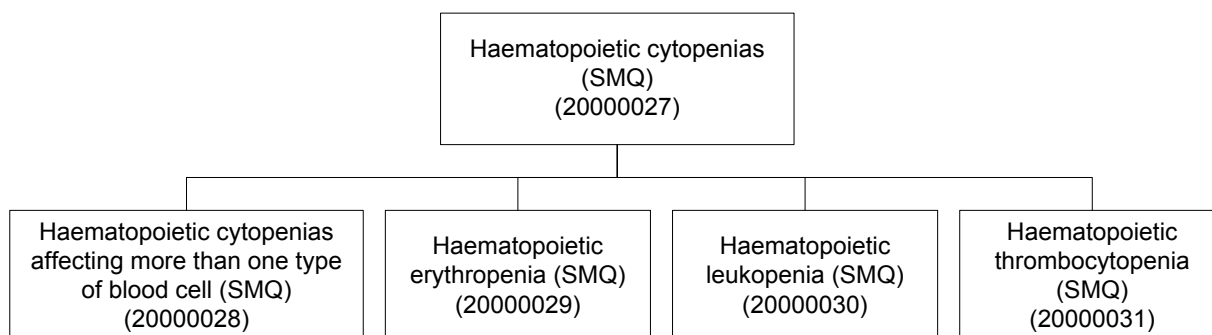 Haematopoietic cytopenias
(SMQ)
(20000027)
Haematopoietic cytopenias
affecting more than one type
of blood cell (SMQ)
(20000028)
Haematopoietic
erythropenia (SMQ)
(20000029)
Haematopoietic
leukopenia (SMQ)
(20000030)
Haematopoietic
thrombocytopenia
(SMQ)
(20000031)